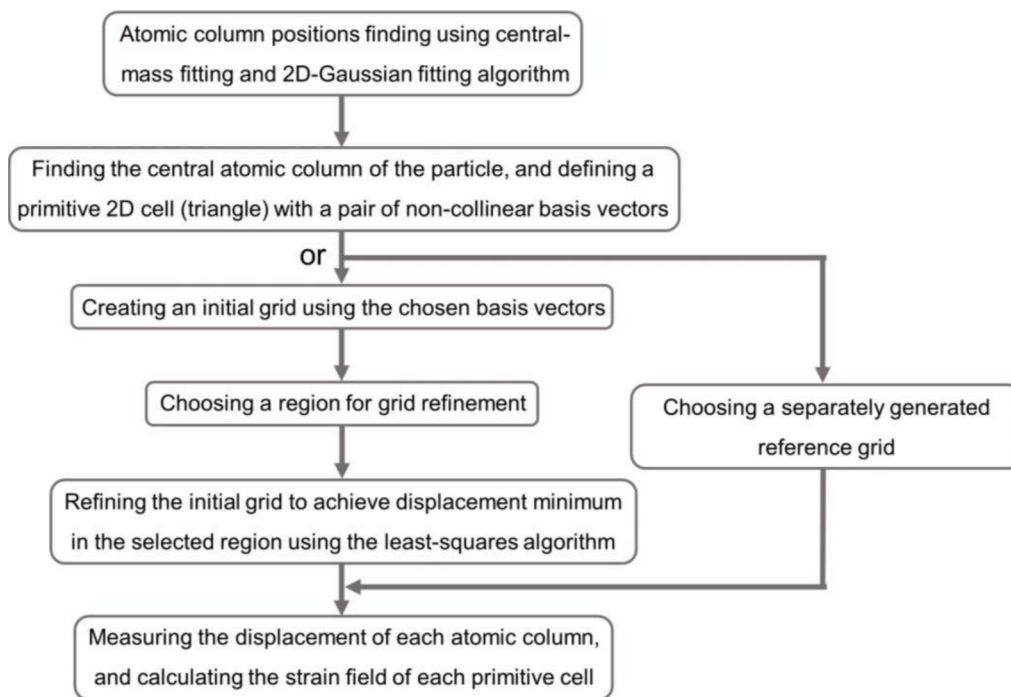 Atomic column positions finding using central-
mass fitting and 2D-Gaussian fitting algorithm
Finding the central atomic column of the particle, and defining a
primitive 2D cell (triangle) with a pair of non-collinear basis vectors
or
Creating an initial grid using the chosen basis vectors
Choosing a region for grid refinement
Choosing a separately generated
reference grid
Refining the initial grid to achieve displacement minimum
in the selected region using the least-squares algorithm
Measuring the displacement of each atomic column,
and calculating the strain field of each primitive cell